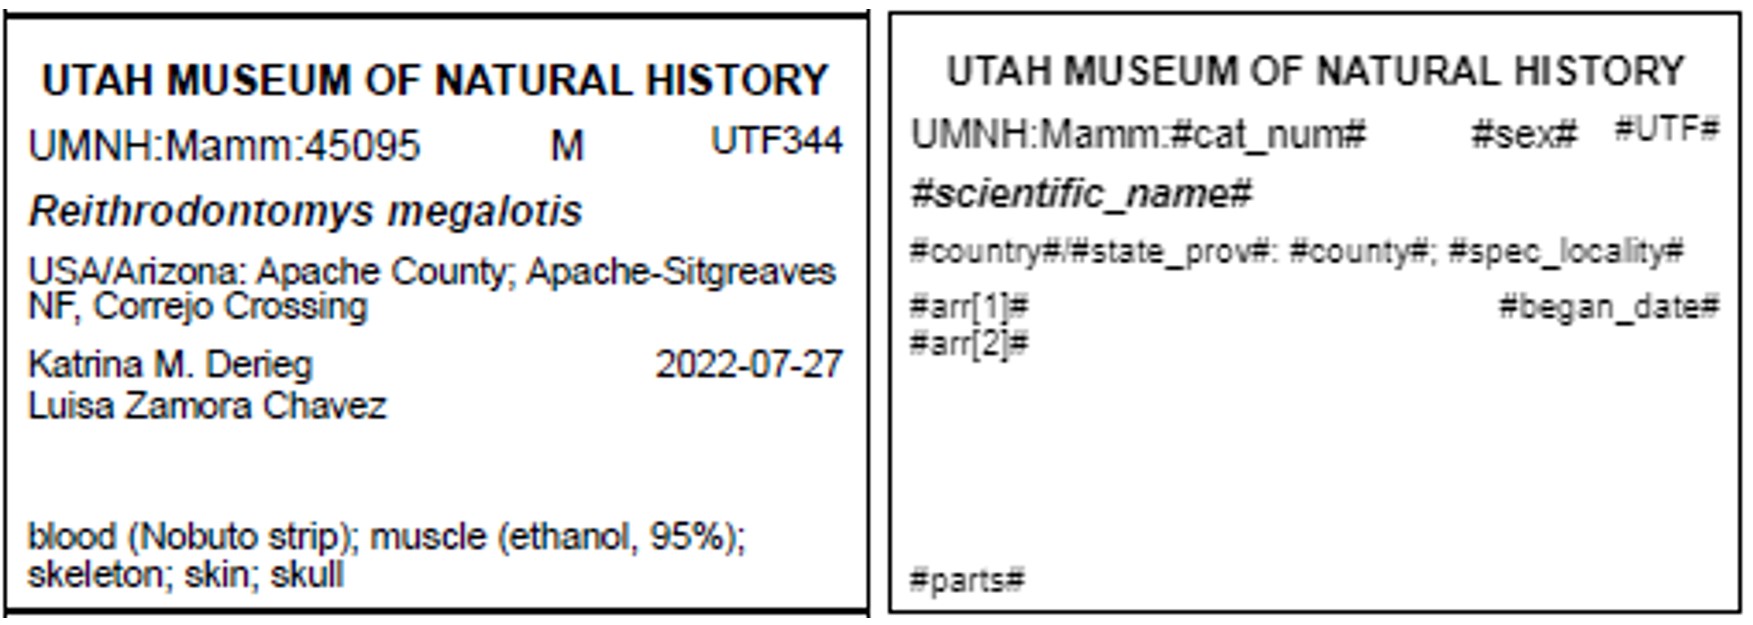 UTAH MUSEUM OF NATURAL HISTORY
UMNH:Mamm:45095 M UTF344
Reithrodontomys megalotis
USA/Arizona: Apache County; Apache-Sitgreaves
NF, Correjo Crossing
Katrina M. Derieg 2022-07-27
Luisa Zamora Chavez
blood (Nobuto strip); muscle (ethanol, 95%);
skeleton; skin; skull
UTAH MUSEUM OF NATURAL HISTORY
UMNH:Mamm:#cat_num# #sex# #UTF#
#scientific_name#
#country#/#state_prov#: #county#; #spec_locality#
#arr[1]# #began_date#
#arr[2]#
#parts#